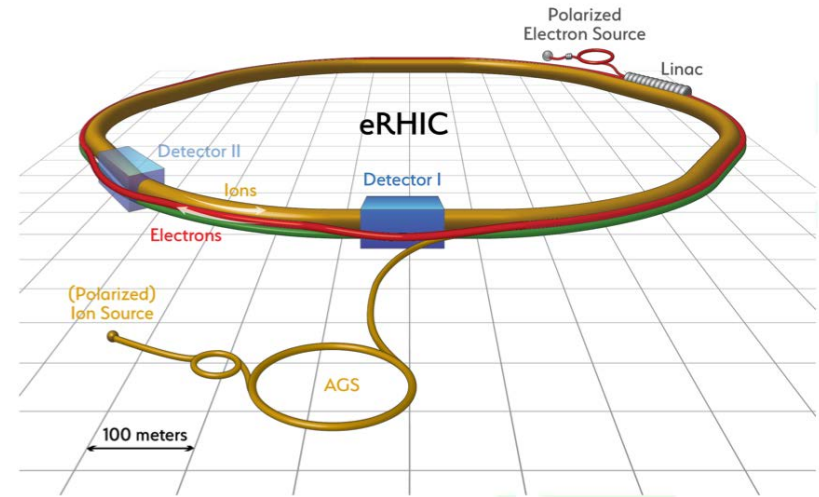 Polarized
Electron Source
Linac
eRHIC
Detector II
Detector I
Ions
Electrons
(Polarized)
Ion Source
AGS
100 meters